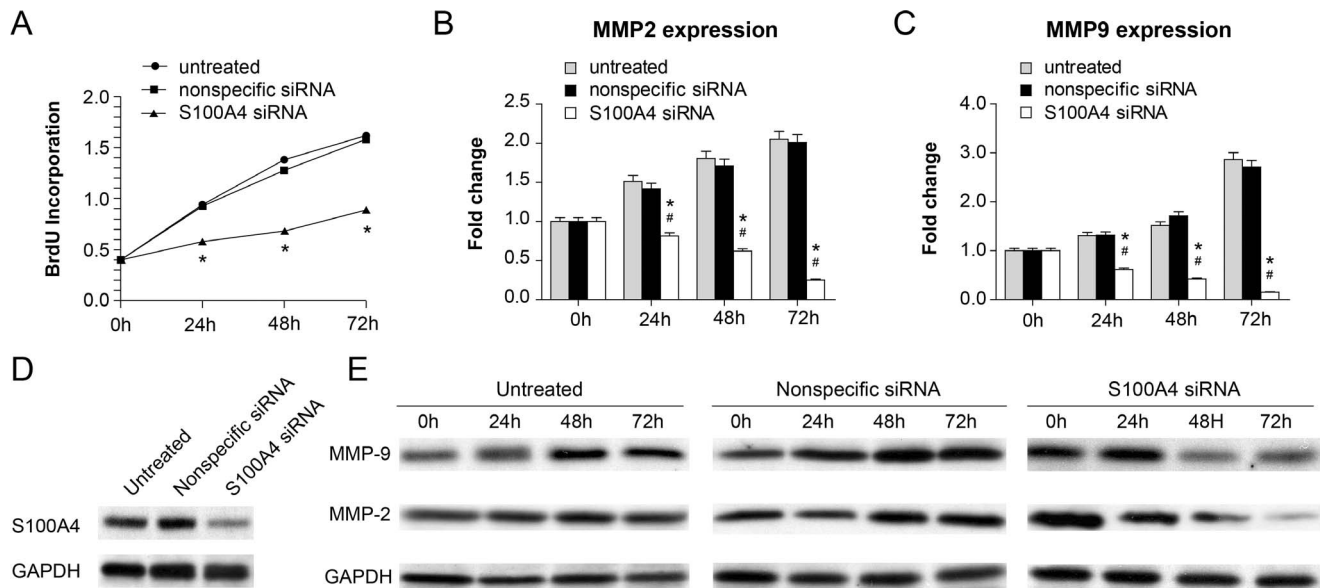 A
untreated
nonspecific siRNA
S100A4 siRNA
BrdU Incorporation
2.0
1.5
1.0
0.5
0.0
0h
24h
48h
72h
*
*
*
B
MMP2 expression
untreated
nonspecific siRNA
S100A4 siRNA
Fold change
2.5
2.0
1.5
1.0
0.5
0.0
*
#
*
#
*
#
0h
24h
48h
72h
C
MMP9 expression
untreated
nonspecific siRNA
S100A4 siRNA
Fold change
4.0
3.0
2.0
1.0
0.0
*
#
*
#
*
#
0h
24h
48h
72h
D
Untreated
Nonspecific siRNA
S100A4 siRNA
S100A4
GAPDH
E
Untreated
Nonspecific siRNA
S100A4 siRNA
0h 24h 48h 72h
0h 24h 48h 72h
0h 24h 48H 72h
MMP-9
MMP-2
GAPDH